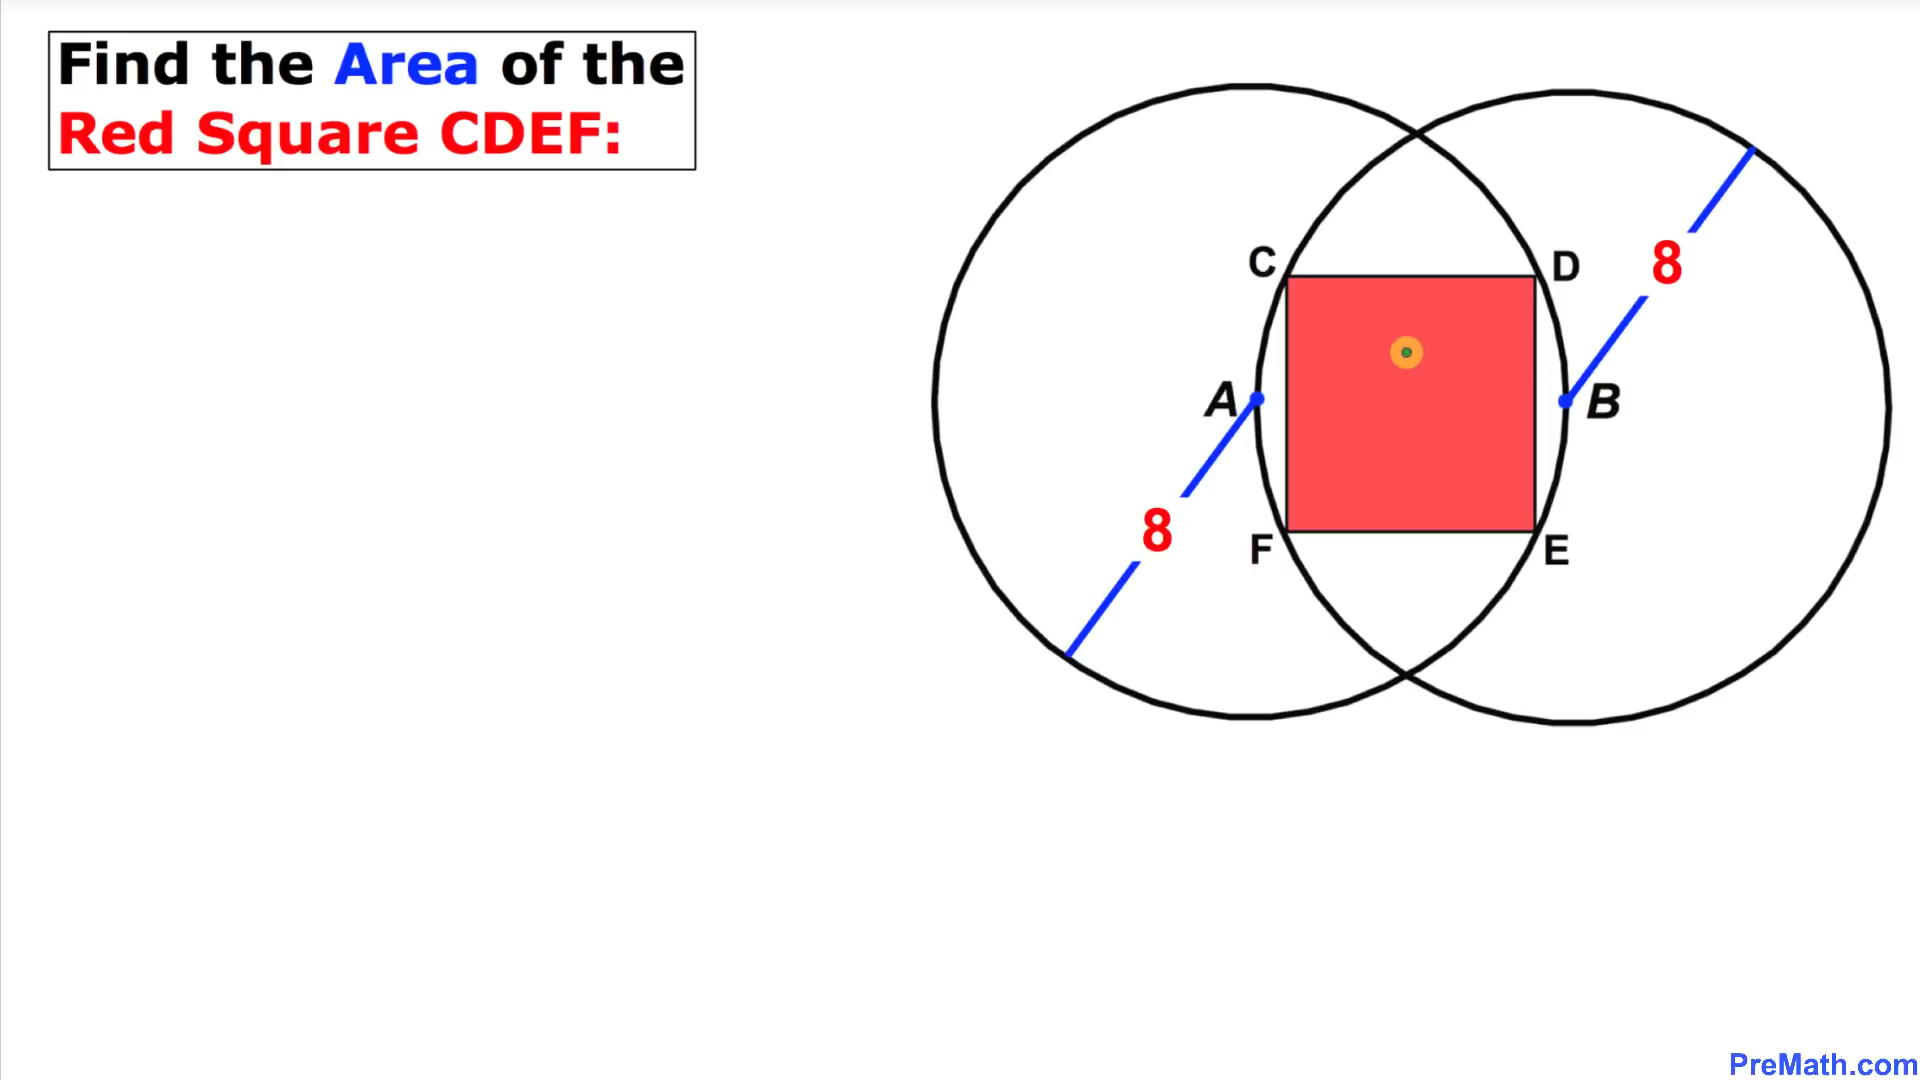 Find the Area of the
Red Square CDEF:
C
D
8
A
B
8
F
E
PreMath.com